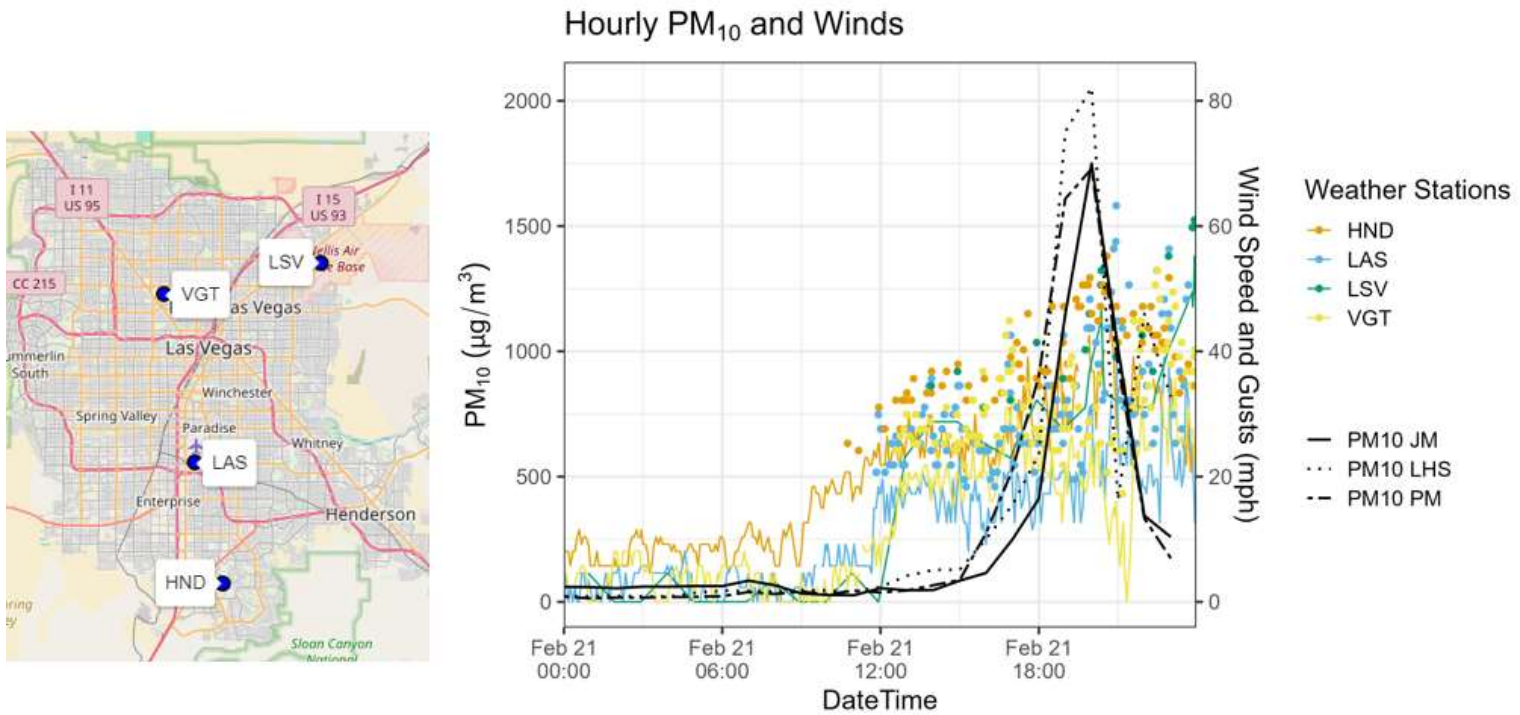 Hourly PM₁₀ and Winds
I 11
US 95
I 15
US 93
LSV
Nellis Air
Base
CC 215
VGT
as Vegas
Las Vegas
ummerlin
South
Winchester
Spring Valley
Paradise
Whitney
LAS
Enterprise
Henderson
HND
Sloan Canyon
National
PM₁₀ (µg/m³)
2000
1500
1000
500
0
80
60
40
20
0
Wind Speed and Gusts (mph)
Feb 21
00:00
Feb 21
06:00
Feb 21
12:00
Feb 21
18:00
DateTime
Weather Stations
HND
LAS
LSV
VGT
PM10 JM
PM10 LHS
PM10 PM